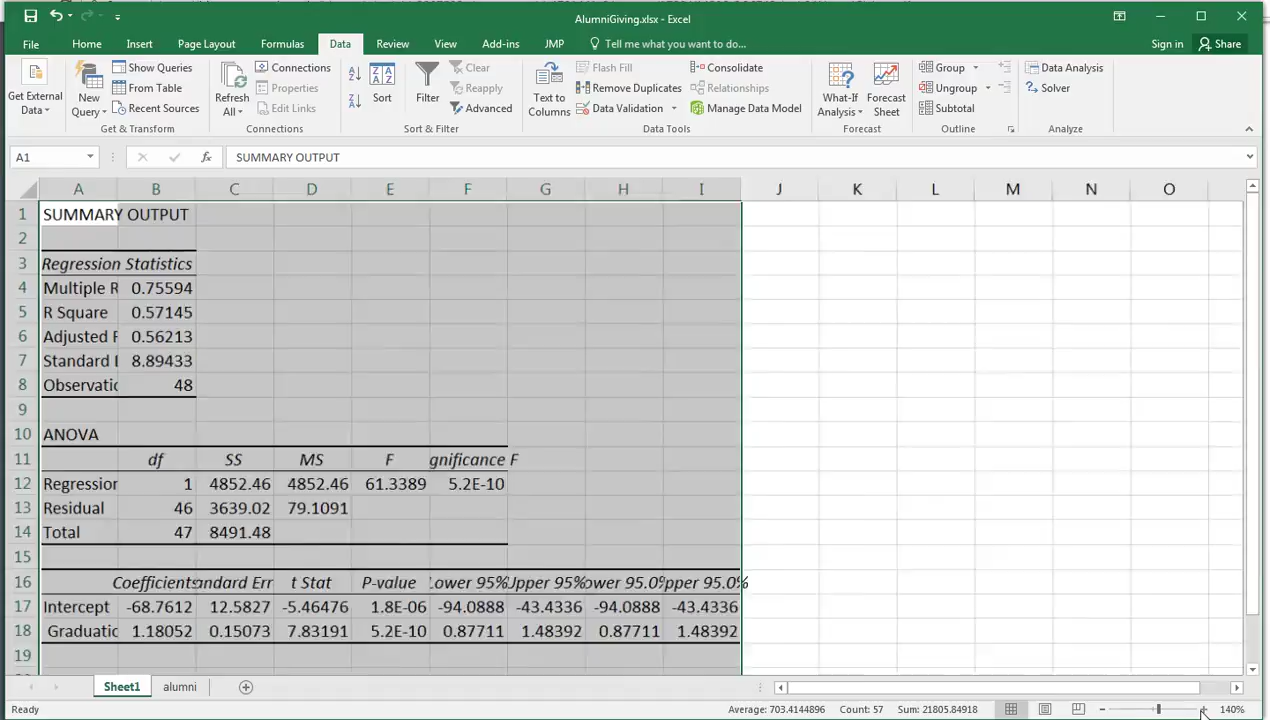 AlumniGiving.xlsx - Excel
File Home Insert Page Layout Formulas Data Review View Add-ins JMP Tell me what you want to do... Sign in Share
Get External Data
New Query
Show Queries
From Table
Recent Sources
Get & Transform
Refresh All
Connections
Properties
Edit Links
Connections
Sort
Filter
Clear
Reapply
Advanced
Sort & Filter
Text to Columns
Flash Fill
Remove Duplicates
Data Validation
Consolidate
Relationships
Manage Data Model
Data Tools
What-If Analysis
Forecast Sheet
Forecast
Group
Ungroup
Subtotal
Outline
Data Analysis
Solver
Analyze
A1 fx SUMMARY OUTPUT
A B C D E F G H I J K L M N O
1 SUMMARY OUTPUT
2
3 Regression Statistics
4 Multiple R 0.75594
5 R Square 0.57145
6 Adjusted R 0.56213
7 Standard E 8.89433
8 Observatio 48
9
10 ANOVA
11 df SS MS F gnificance F
12 Regression 1 4852.46 4852.46 61.3389 5.2E-10
13 Residual 46 3639.02 79.1091
14 Total 47 8491.48
15
16 Coefficients andard Err t Stat P-value Lower 95% Upper 95% ower 95.0% pper 95.0%
17 Intercept -68.7612 12.5827 -5.46476 1.8E-06 -94.0888 -43.4336 -94.0888 -43.4336
18 Graduatic 1.18052 0.15073 7.83191 5.2E-10 0.87711 1.48392 0.87711 1.48392
19
Sheet1 alumni
Ready Average: 703.4144896 Count: 57 Sum: 21805.84918 140%